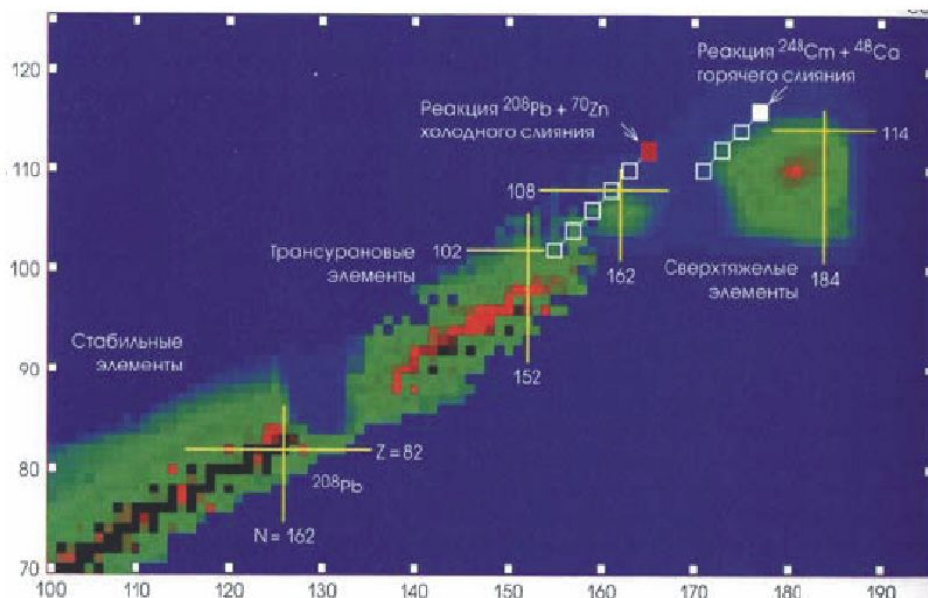 120
110
100
90
80
70
100
110
120
130
140
150
160
170
180
190
Реакция ²⁴⁸Cm + ⁴⁸Ca
горячего слияния
Реакция ²⁰⁸Pb + ⁷⁰Zn
холодного слияния
114
108
102
Трансурановые
элементы
162
Сверхтяжелые
элементы
184
Стабильные
элементы
152
Z = 82
²⁰⁸Pb
N = 162